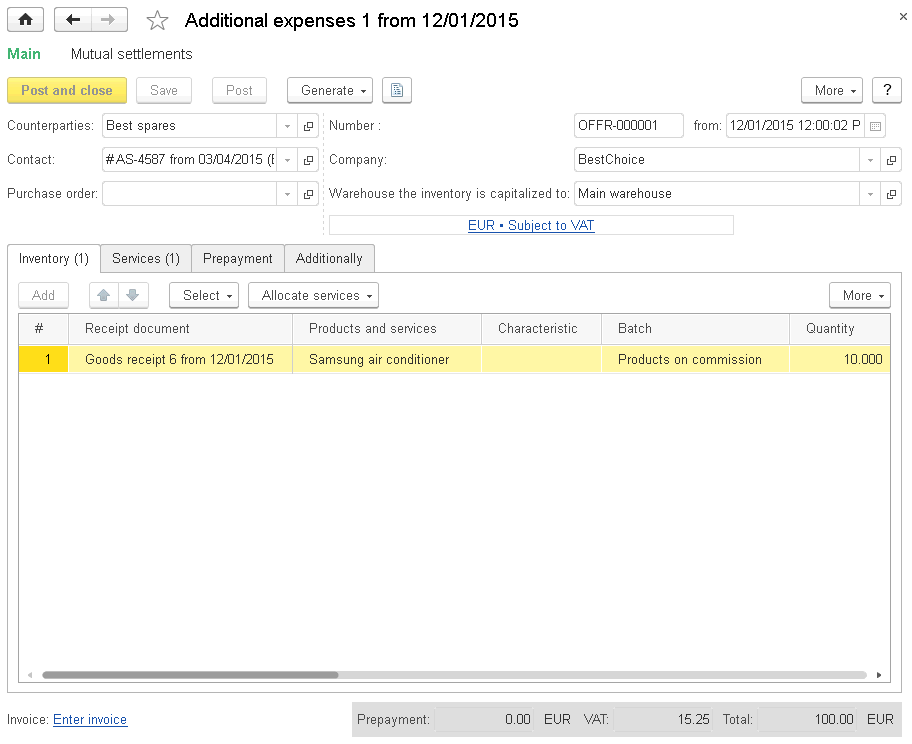 Additional expenses 1 from 12/01/2015
Main Mutual settlements
Post and close Save Post Generate More ?
Counterparties: Best spares Number : OFFR-000001 from: 12/01/2015 12:00:02 P
Contact: #AS-4587 from 03/04/2015 (E Company: BestChoice
Purchase order: Warehouse the inventory is capitalized to: Main warehouse
EUR • Subject to VAT
Inventory (1) Services (1) Prepayment Additionally
Add Select Allocate services More
# Receipt document Products and services Characteristic Batch Quantity
1 Goods receipt 6 from 12/01/2015 Samsung air conditioner Products on commission 10.000
Invoice: Enter invoice Prepayment: 0.00 EUR VAT: 15.25 Total: 100.00 EUR